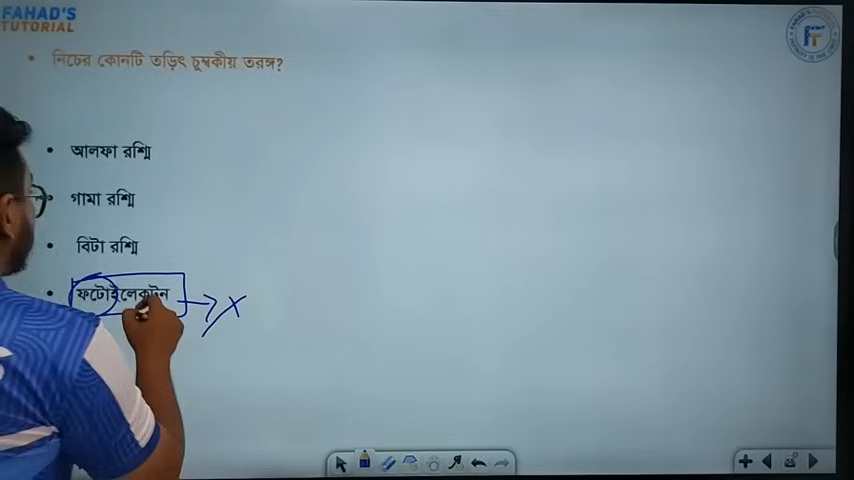 FAHAD'S
TUTORIAL
নিচের কোনটি তড়িৎ চুম্বকীয় তরঙ্গ?
আলফা রশ্মি
গামা রশ্মি
বিটা রশ্মি
ফটোইলেকট্রন
X